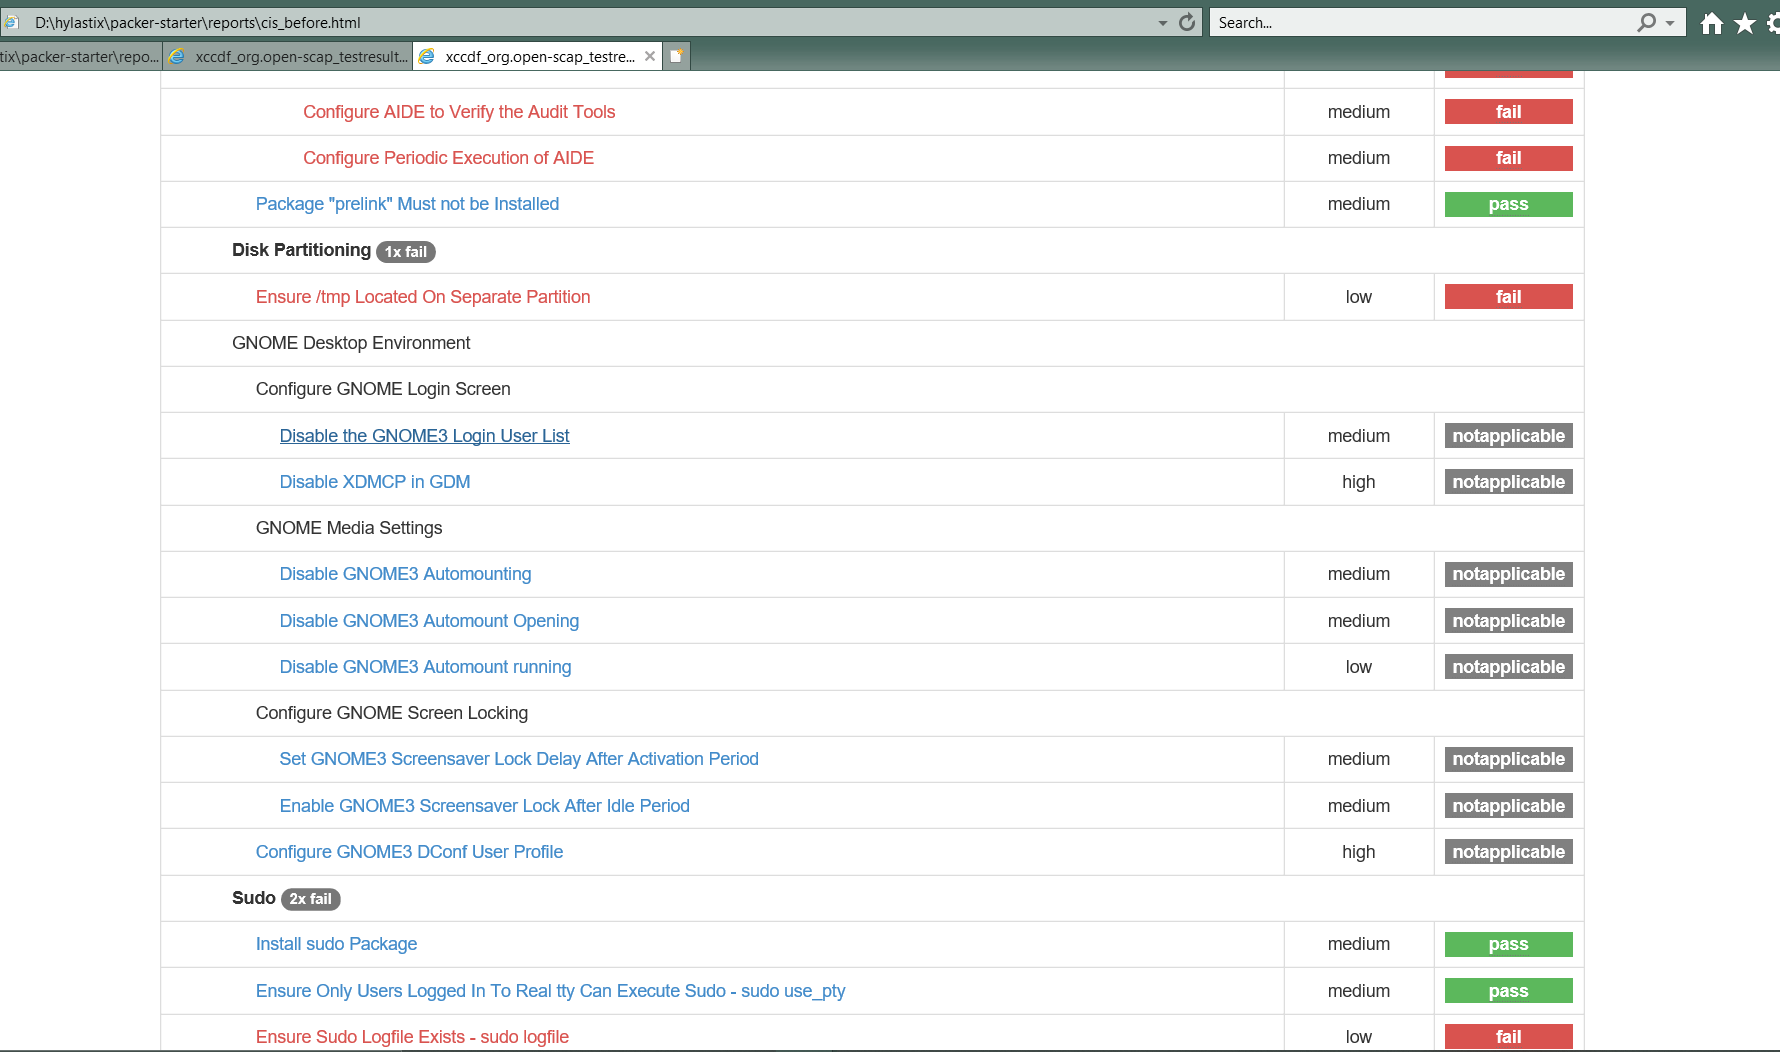 D:\hylastix\packer-starter\reports\cis_before.html
Search...
tix\packer-starter\repo...
xccdf_org.open-scap_testresult...
xccdf_org.open-scap_testre...
Configure AIDE to Verify the Audit Tools medium fail
Configure Periodic Execution of AIDE medium fail
Package "prelink" Must not be Installed medium pass
Disk Partitioning 1x fail
Ensure /tmp Located On Separate Partition low fail
GNOME Desktop Environment
Configure GNOME Login Screen
Disable the GNOME3 Login User List medium notapplicable
Disable XDMCP in GDM high notapplicable
GNOME Media Settings
Disable GNOME3 Automounting medium notapplicable
Disable GNOME3 Automount Opening medium notapplicable
Disable GNOME3 Automount running low notapplicable
Configure GNOME Screen Locking
Set GNOME3 Screensaver Lock Delay After Activation Period medium notapplicable
Enable GNOME3 Screensaver Lock After Idle Period medium notapplicable
Configure GNOME3 DConf User Profile high notapplicable
Sudo 2x fail
Install sudo Package medium pass
Ensure Only Users Logged In To Real tty Can Execute Sudo - sudo use_pty medium pass
Ensure Sudo Logfile Exists - sudo logfile low fail